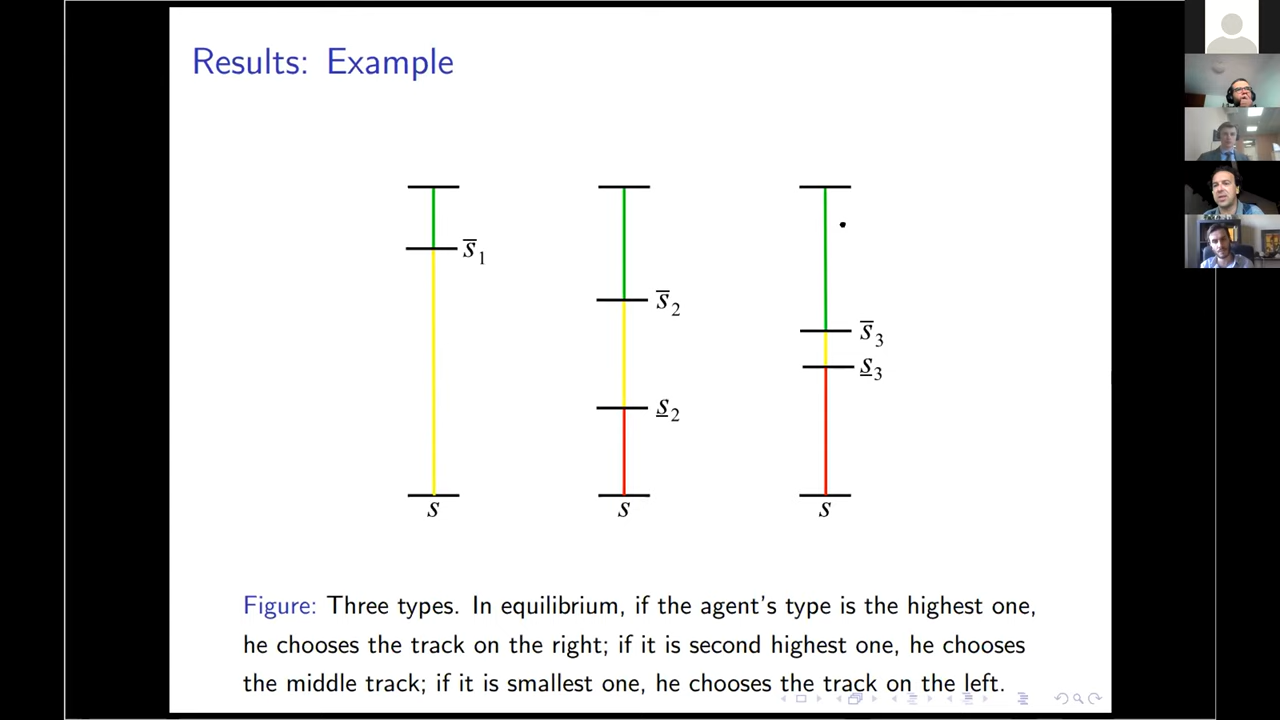 Results: Example
s̅₁
s̅₂
s̲₂
s̅₃
s̲₃
s
s
s
Figure: Three types. In equilibrium, if the agent's type is the highest one,
he chooses the track on the right; if it is second highest one, he chooses
the middle track; if it is smallest one, he chooses the track on the left.